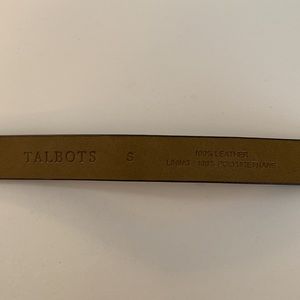 TALBOTS S
100% LEATHER
LINING: 100% POLYURETHANE